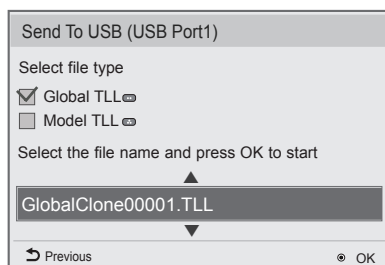 Send To USB (USB Port1)
Select file type
Global TLL
Model TLL
Select the file name and press OK to start
GlobalClone00001.TLL
Previous
OK